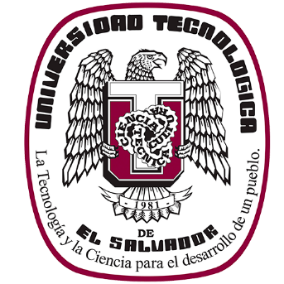 UNIVERSIDAD TECNOLOGICA
1981
DE
EL SALVADOR
La Tecnología y la Ciencia para el desarrollo de un pueblo.